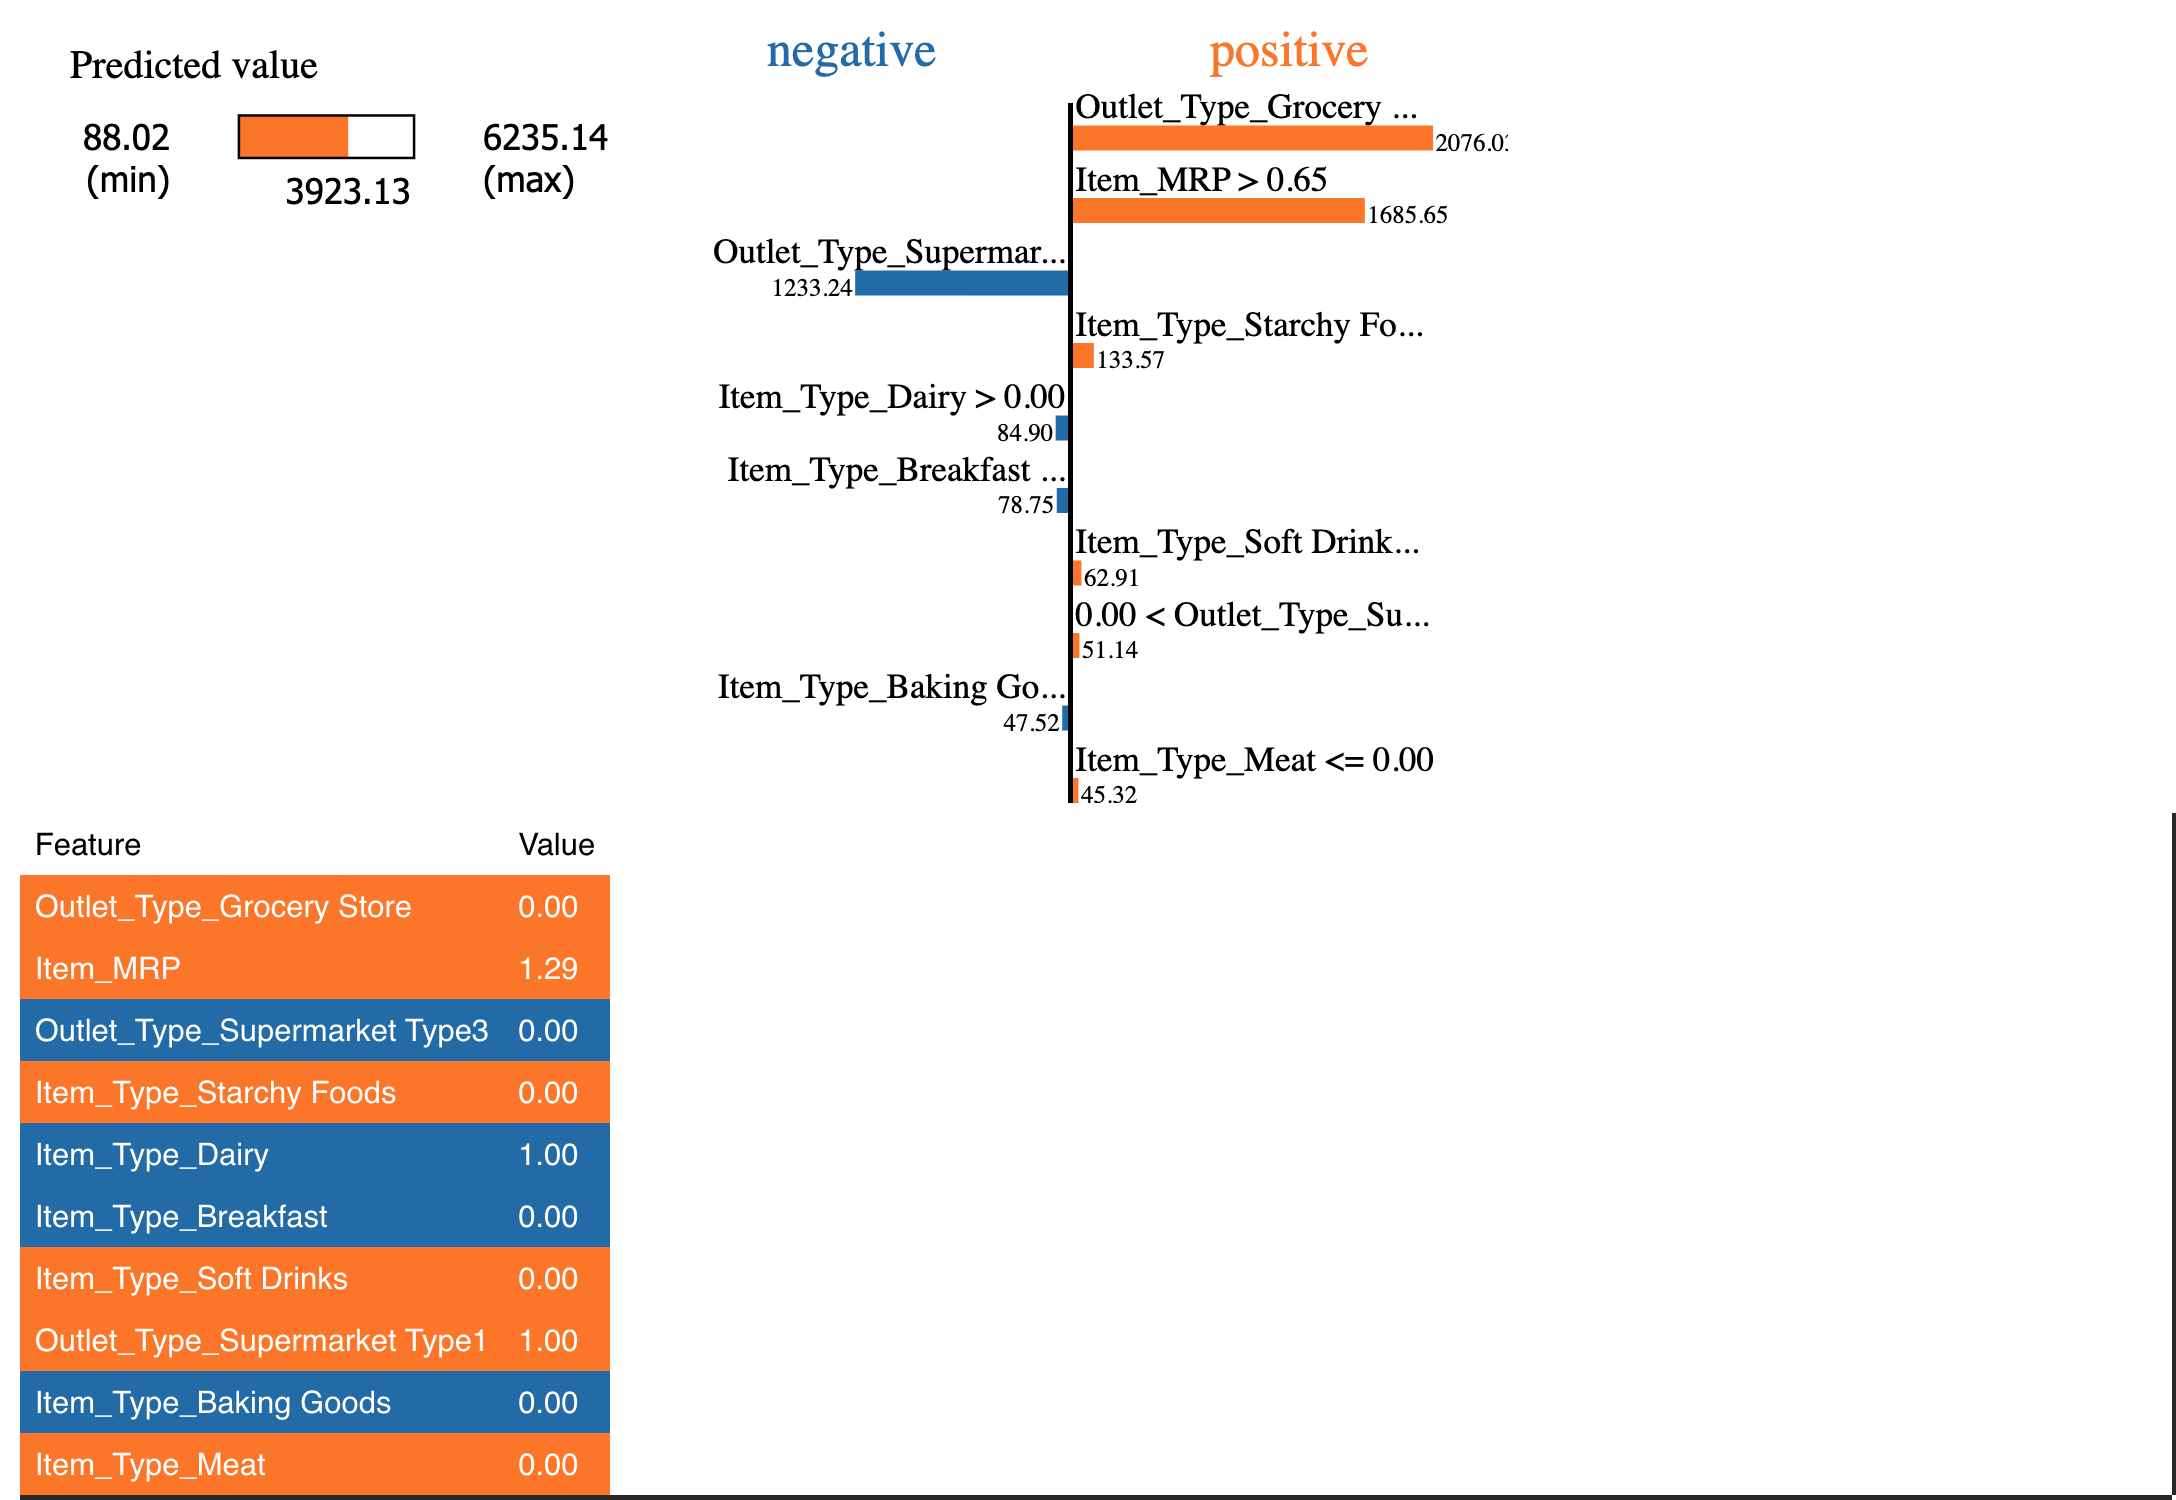 Predicted value
88.02
(min)
3923.13
6235.14
(max)
negative
positive
Outlet_Type_Grocery ...
2076.0
Item_MRP > 0.65
1685.65
Outlet_Type_Supermar...
1233.24
Item_Type_Starchy Fo...
133.57
Item_Type_Dairy > 0.00
84.90
Item_Type_Breakfast ...
78.75
Item_Type_Soft Drink...
62.91
0.00 < Outlet_Type_Su...
51.14
Item_Type_Baking Go...
47.52
Item_Type_Meat <= 0.00
45.32
Feature Value
Outlet_Type_Grocery Store 0.00
Item_MRP 1.29
Outlet_Type_Supermarket Type3 0.00
Item_Type_Starchy Foods 0.00
Item_Type_Dairy 1.00
Item_Type_Breakfast 0.00
Item_Type_Soft Drinks 0.00
Outlet_Type_Supermarket Type1 1.00
Item_Type_Baking Goods 0.00
Item_Type_Meat 0.00